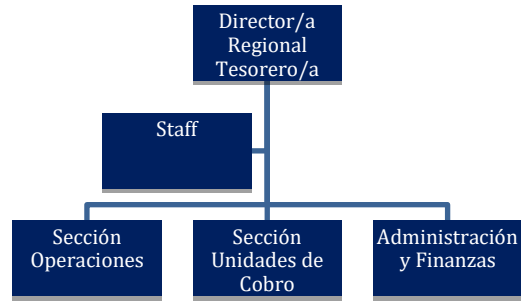 Director/a
Regional
Tesorero/a
Staff
Sección
Operaciones
Sección
Unidades de
Cobro
Administración
y Finanzas